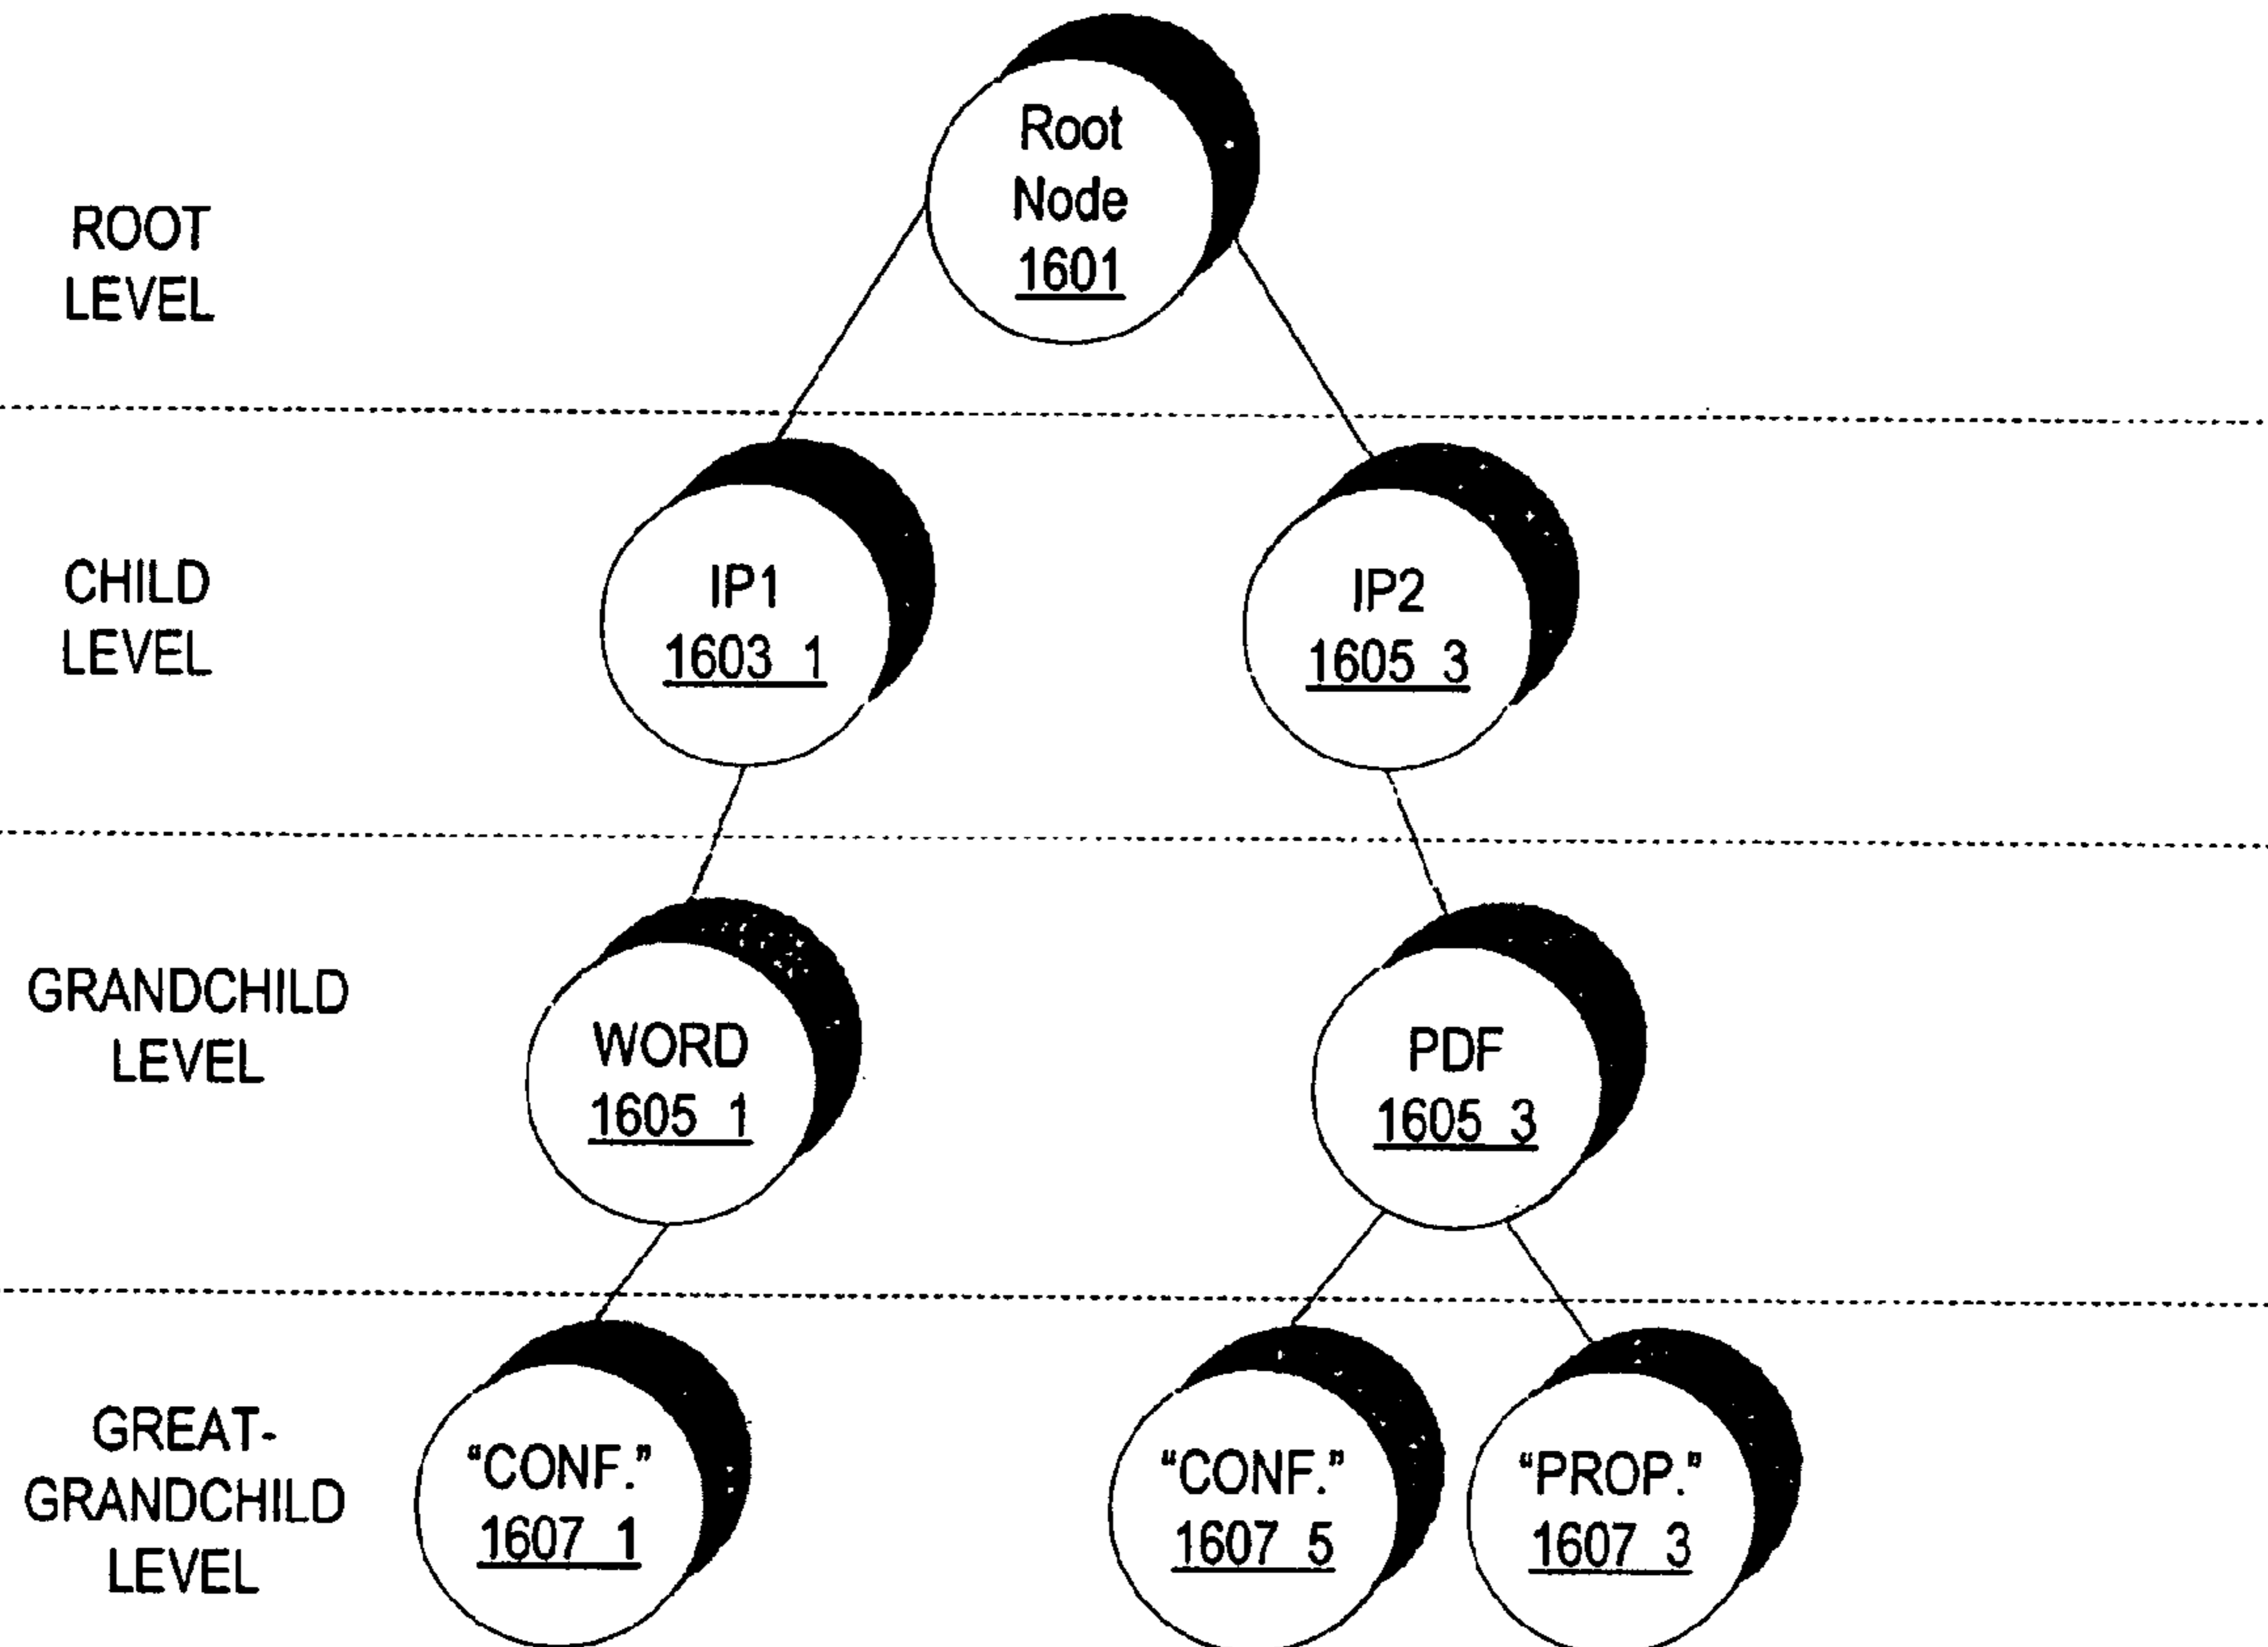 Root
Node
1601
ROOT
LEVEL
CHILD
LEVEL
IP1
1603_1
IP2
1605_3
GRANDCHILD
LEVEL
WORD
1605_1
PDF
1605_3
GREAT-
GRANDCHILD
LEVEL
“CONF.”
1607_1
“CONF.”
1607_5
“PROP.”
1607_3